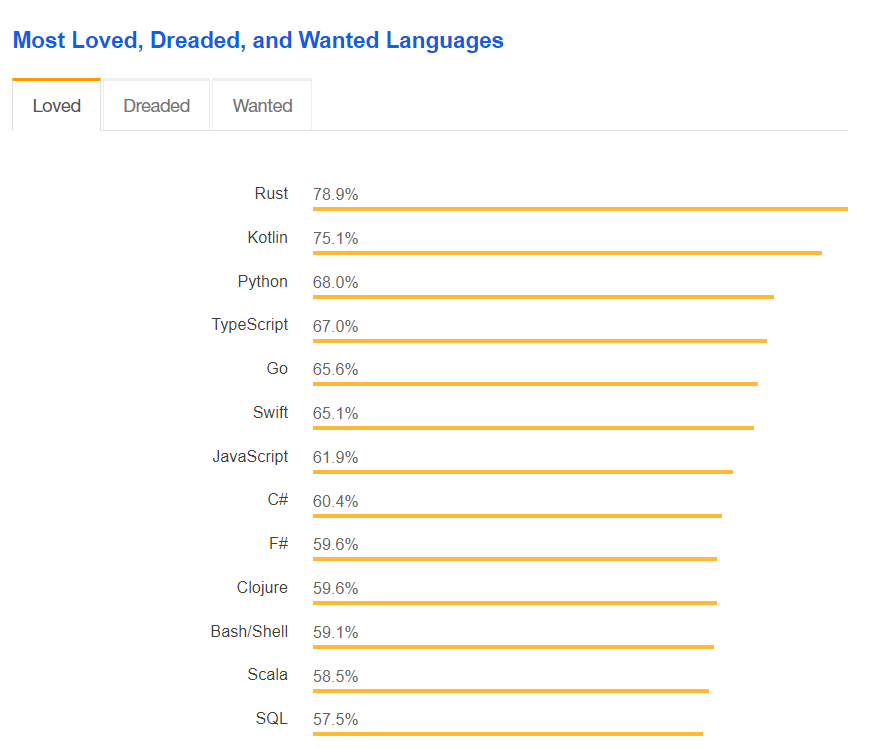 Most Loved, Dreaded, and Wanted Languages
Loved Dreaded Wanted
Rust 78.9%
Kotlin 75.1%
Python 68.0%
TypeScript 67.0%
Go 65.6%
Swift 65.1%
JavaScript 61.9%
C# 60.4%
F# 59.6%
Clojure 59.6%
Bash/Shell 59.1%
Scala 58.5%
SQL 57.5%